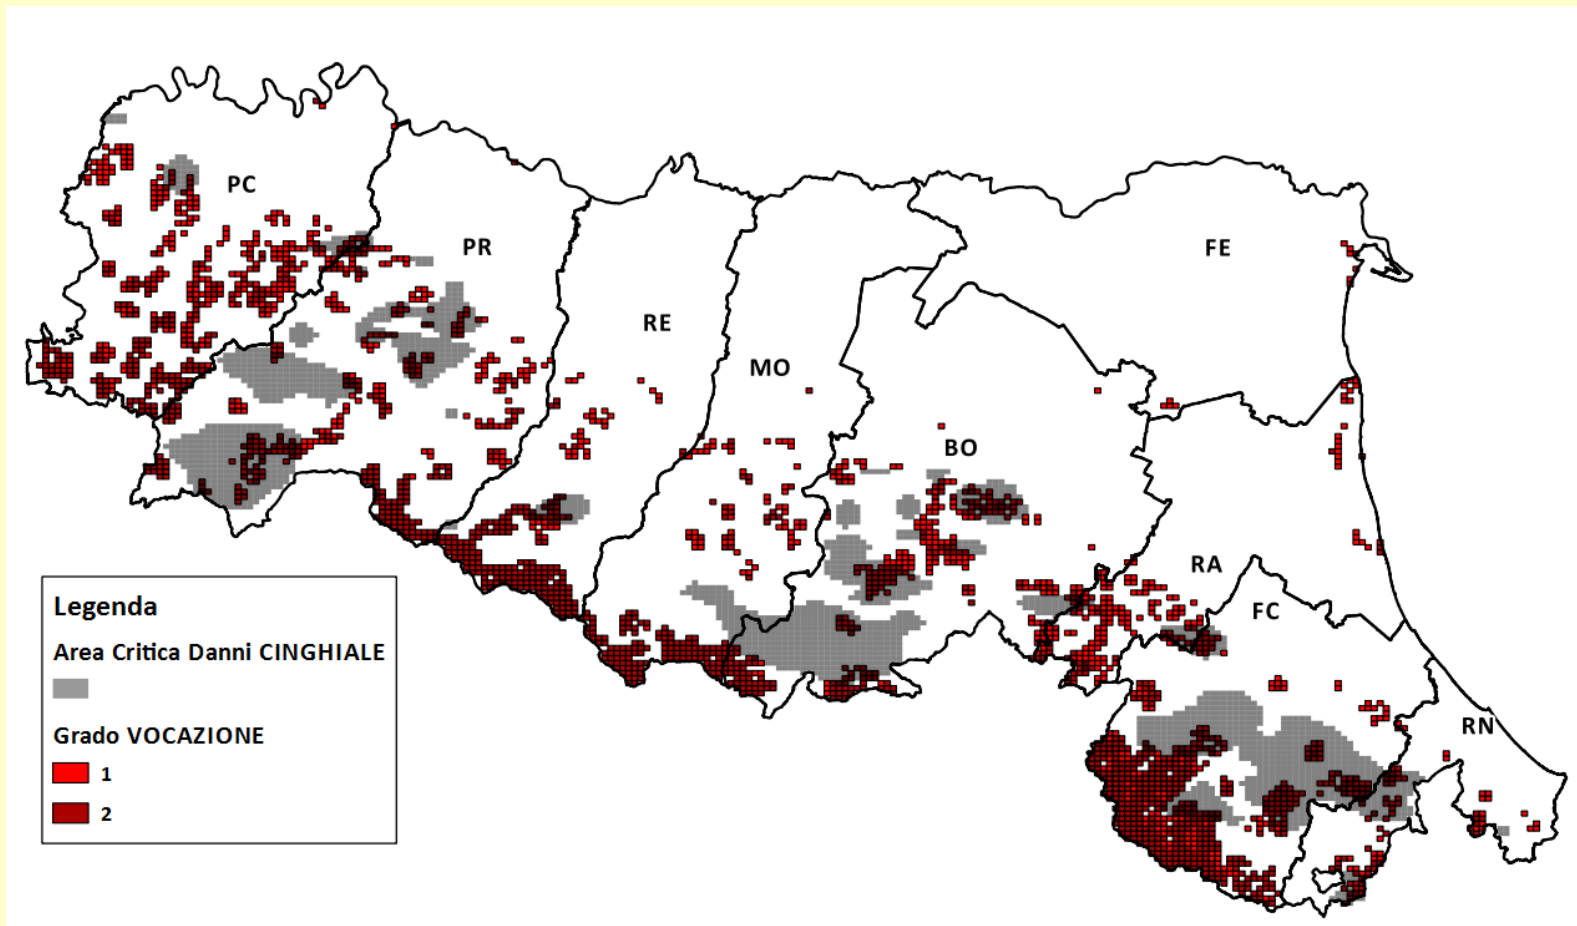 PC
PR
RE
MO
FE
BO
RA
FC
RN
Legenda
Area Critica Danni CINGHIALE
Grado VOCAZIONE
1
2